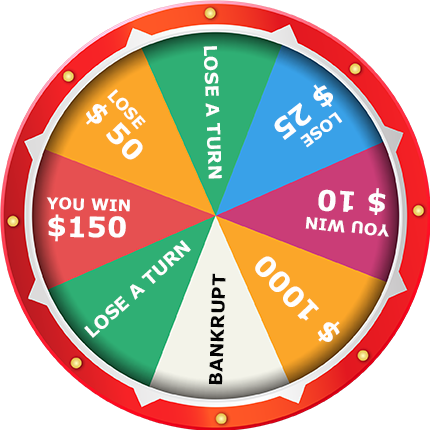 LOSE A TURN
LOSE
$ 25
YOU WIN
$ 10
$ 1000
BANKRUPT
LOSE A TURN
YOU WIN
$150
LOSE
$ 50